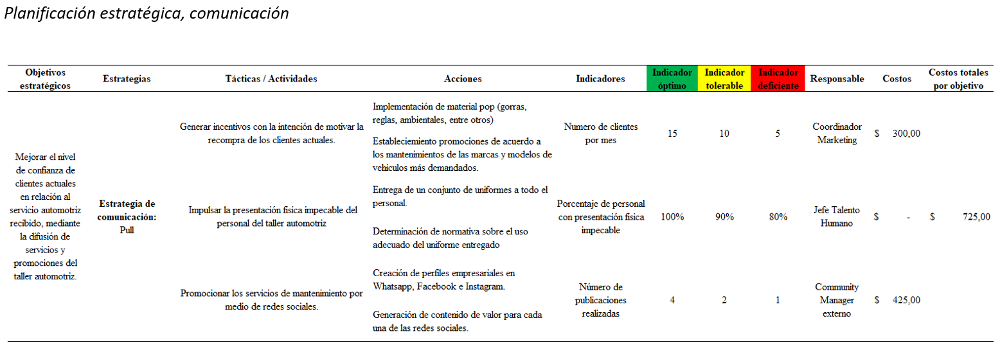 Planificación estratégica, comunicación
Objetivos
estratégicos
Estrategias
Tácticas / Actividades
Acciones
Indicadores
Indicador
óptimo
Indicador
tolerable
Indicador
deficiente
Responsable
Costos
Costos totales
por objetivo
Mejorar el nivel
de confianza de
clientes actuales
en relación al
servicio automotriz
recibido, mediante
la difusión de
servicios y
promociones del
taller automotriz.
Estrategia de
comunicación:
Pull
Generar incentivos con la intención de motivar la
recompra de los clientes actuales.
Implementación de material pop (gorras,
reglas, ambientales, entre otros)
Estableciemiento promociones de acuerdo a
los mantenimientos de las marcas y modelos de
vehículos más demandados.
Numero de clientes
por mes
15
10
5
Coordinador
Marketing
$ 300,00
Impulsar la presentación física impecable del
personal del taller automotriz
Entrega de un conjunto de uniformes a todo el
personal.
Determinación de normativa sobre el uso
adecuado del uniforme entregado
Porcentaje de personal
con presentación física
impecable
100%
90%
80%
Jefe Talento
Humano
$ -
$ 725,00
Promocionar los servicios de mantenimiento por
medio de redes sociales.
Creación de perfiles empresariales en
Whatsapp, Facebook e Instagram.
Generación de contenido de valor para cada
una de las redes sociales.
Número de
publicaciones
realizadas
4
2
1
Community
Manager
externo
$ 425,00